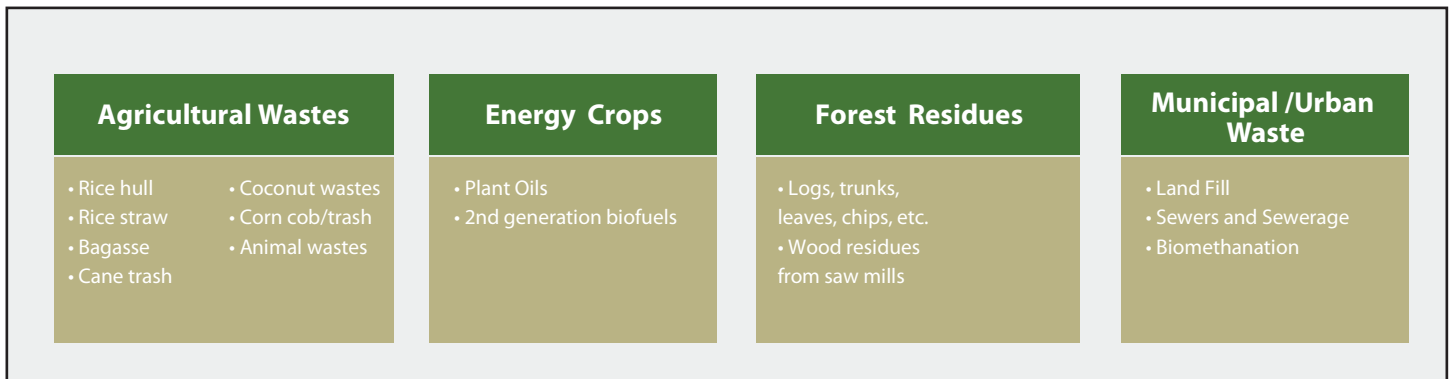 Agricultural Wastes
• Rice hull
• Rice straw
• Bagasse
• Cane trash
• Coconut wastes
• Corn cob/trash
• Animal wastes
Energy Crops
• Plant Oils
• 2nd generation biofuels
Forest Residues
• Logs, trunks,
leaves, chips, etc.
• Wood residues
from saw mills
Municipal /Urban
Waste
• Land Fill
• Sewers and Sewerage
• Biomethanation